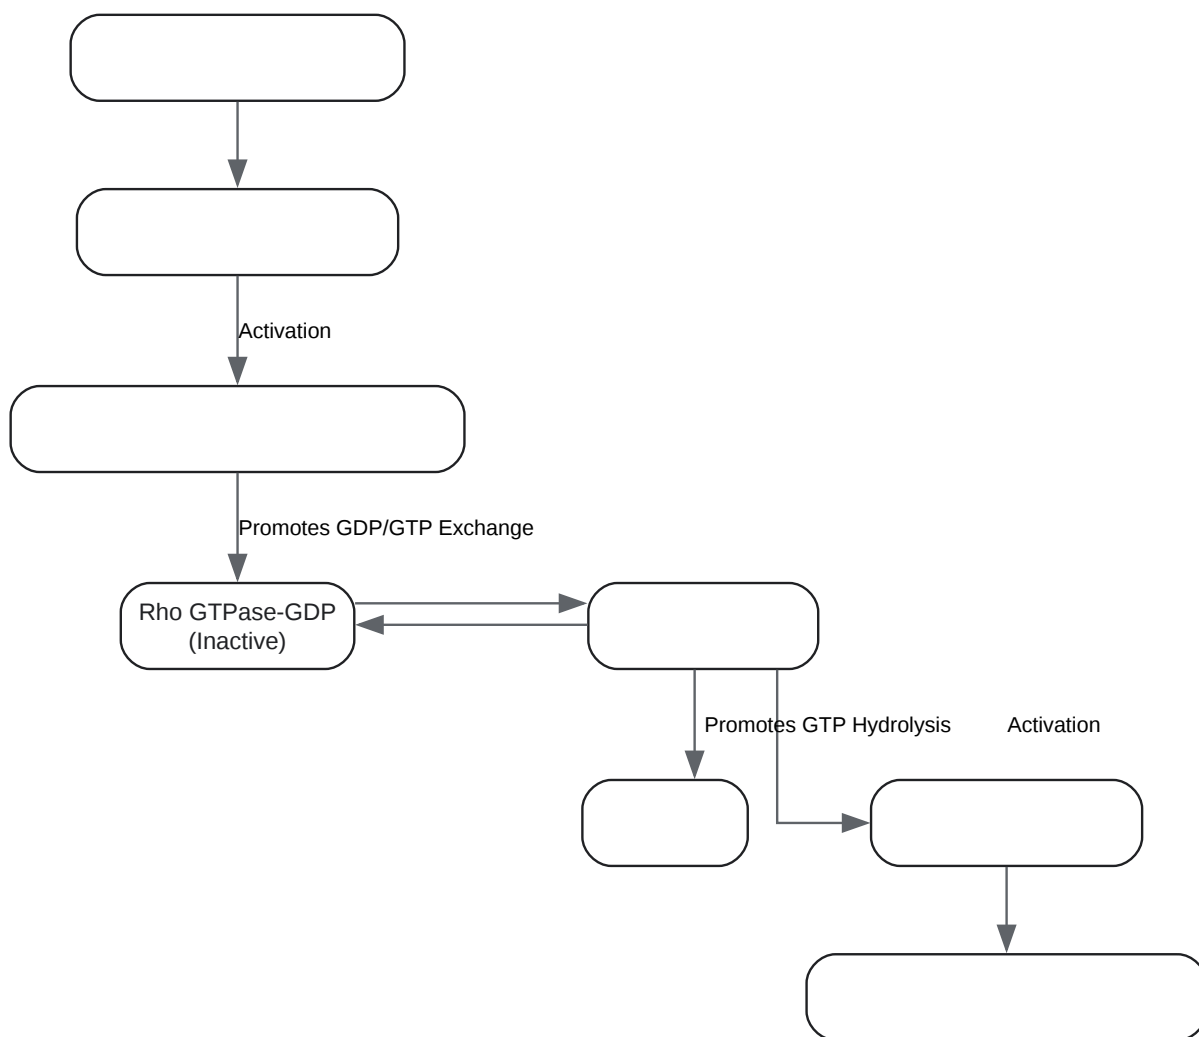 Activation
Promotes GDP/GTP Exchange
Rho GTPase-GDP
(Inactive)
Promotes GTP Hydrolysis
Activation